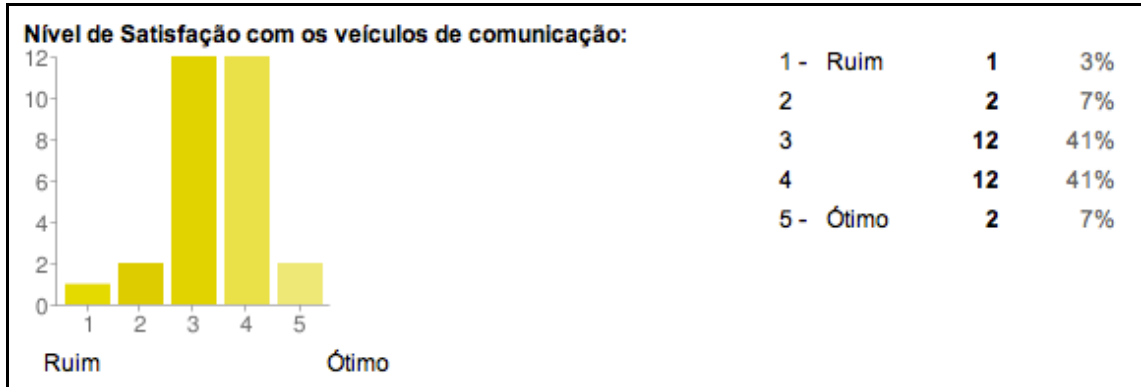 Nível de Satisfação com os veículos de comunicação:
12
10
8
6
4
2
0
1 2 3 4 5
Ruim Ótimo
1 - Ruim 1 3%
2 2 7%
3 12 41%
4 12 41%
5 - Ótimo 2 7%